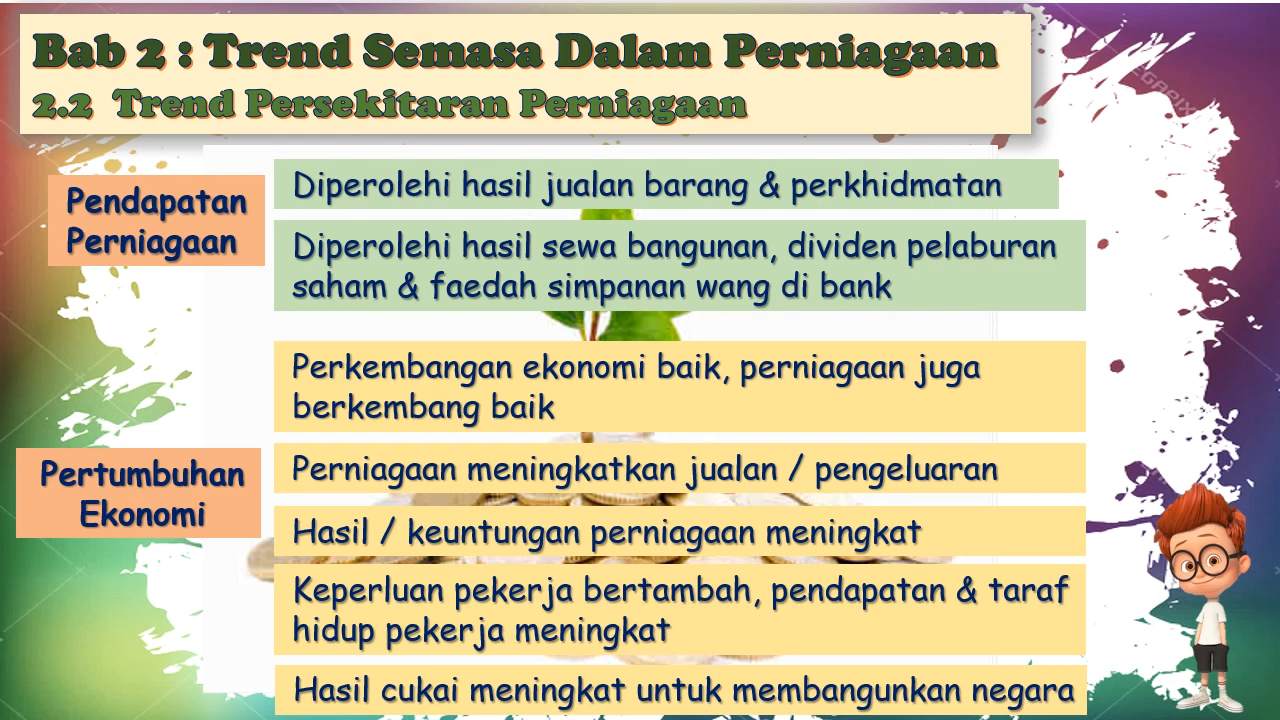 Bab 2 : Trend Semasa Dalam Perniagaan
2.2 Trend Persekitaran Perniagaan
Pendapatan
Perniagaan
Diperolehi hasil jualan barang & perkhidmatan
Diperolehi hasil sewa bangunan, dividen pelaburan
saham & faedah simpanan wang di bank
Pertumbuhan
Ekonomi
Perkembangan ekonomi baik, perniagaan juga
berkembang baik
Perniagaan meningkatkan jualan / pengeluaran
Hasil / keuntungan perniagaan meningkat
Keperluan pekerja bertambah, pendapatan & taraf
hidup pekerja meningkat
Hasil cukai meningkat untuk membangunkan negara